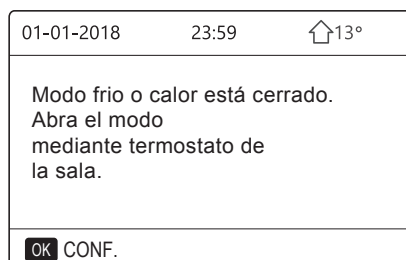 01-01-2018 23:59 13°
Modo frio o calor está cerrado.
Abra el modo
mediante termostato de
la sala.
OK CONF.